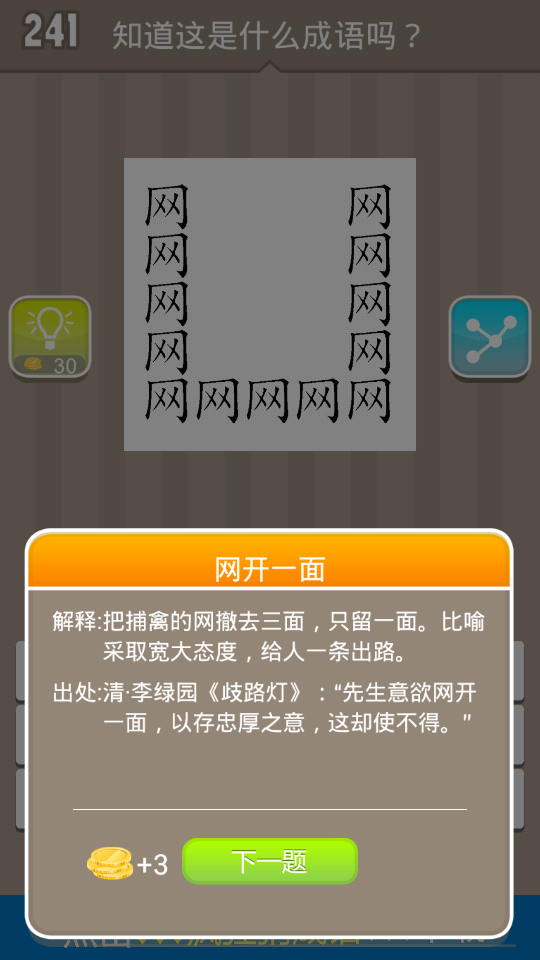 241
知道这是什么成语吗？
网 网
网 网
网 网
网 网
网网网网网
30
网开一面
解释:把捕禽的网撤去三面，只留一面。比喻
采取宽大态度，给人一条出路。
出处:清·李绿园《歧路灯》：“先生意欲网开
一面，以存忠厚之意，这却使不得。”
+3
下一题